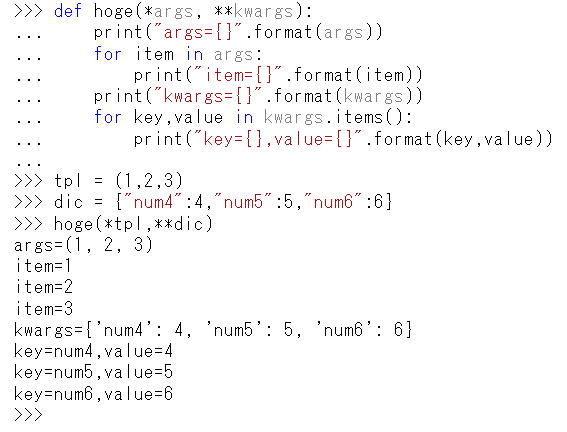 >>> def hoge(*args, **kwargs):
...     print("args={}".format(args))
...     for item in args:
...         print("item={}".format(item))
...     print("kwargs={}".format(kwargs))
...     for key,value in kwargs.items():
...         print("key={},value={}".format(key,value))
...
>>> tpl = (1,2,3)
>>> dic = {"num4":4,"num5":5,"num6":6}
>>> hoge(*tpl,**dic)
args=(1, 2, 3)
item=1
item=2
item=3
kwargs={'num4': 4, 'num5': 5, 'num6': 6}
key=num4,value=4
key=num5,value=5
key=num6,value=6
>>>